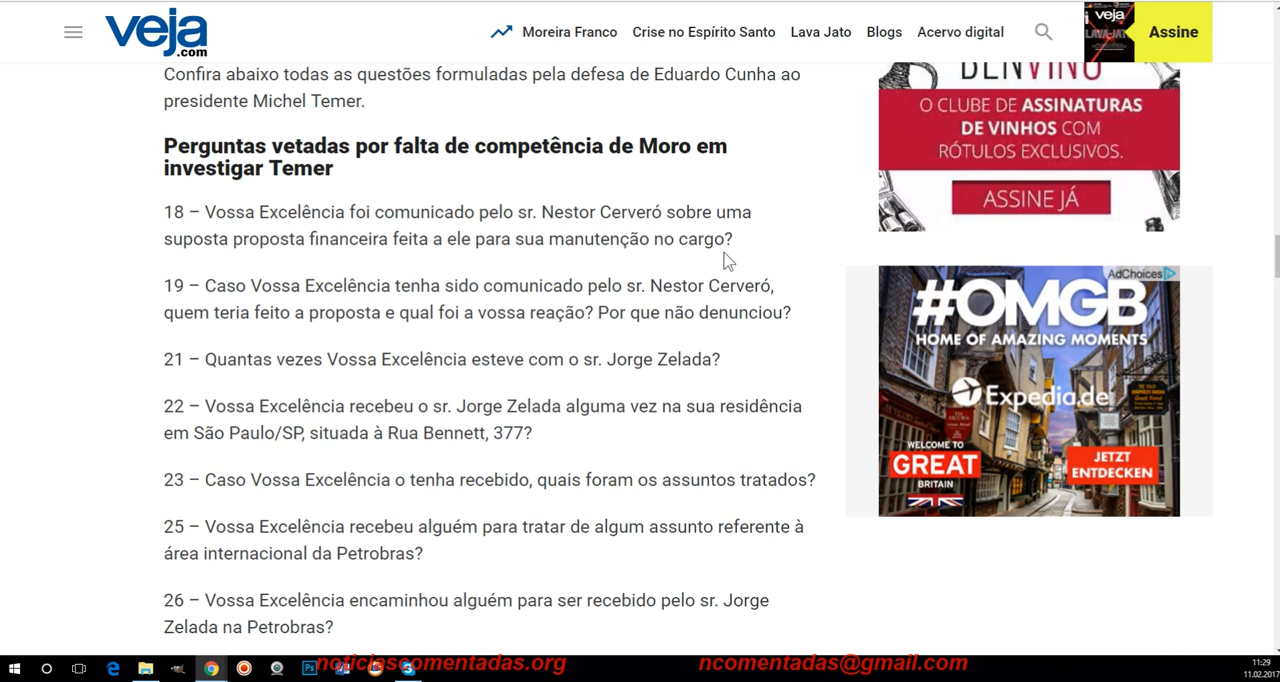 veja
.com
Moreira Franco Crise no Espírito Santo Lava Jato Blogs Acervo digital
veja
LAVA-JAT
Assine
Confira abaixo todas as questões formuladas pela defesa de Eduardo Cunha ao
presidente Michel Temer.
Perguntas vetadas por falta de competência de Moro em
investigar Temer
18 – Vossa Excelência foi comunicado pelo sr. Nestor Cerveró sobre uma
suposta proposta financeira feita a ele para sua manutenção no cargo?
19 – Caso Vossa Excelência tenha sido comunicado pelo sr. Nestor Cerveró,
quem teria feito a proposta e qual foi a vossa reação? Por que não denunciou?
21 – Quantas vezes Vossa Excelência esteve com o sr. Jorge Zelada?
22 – Vossa Excelência recebeu o sr. Jorge Zelada alguma vez na sua residência
em São Paulo/SP, situada à Rua Bennett, 377?
23 – Caso Vossa Excelência o tenha recebido, quais foram os assuntos tratados?
25 – Vossa Excelência recebeu alguém para tratar de algum assunto referente à
área internacional da Petrobras?
26 – Vossa Excelência encaminhou alguém para ser recebido pelo sr. Jorge
Zelada na Petrobras?
BENVINO
O CLUBE DE ASSINATURAS
DE VINHOS COM
RÓTULOS EXCLUSIVOS.
ASSINE JÁ
AdChoices
#OMGB
HOME OF AMAZING MOMENTS
Expedia.de
WELCOME TO
GREAT
BRITAIN
JETZT
ENTDECKEN
noticiascomentadas.org ncomentadas@gmail.com
11:29
11.02.2017